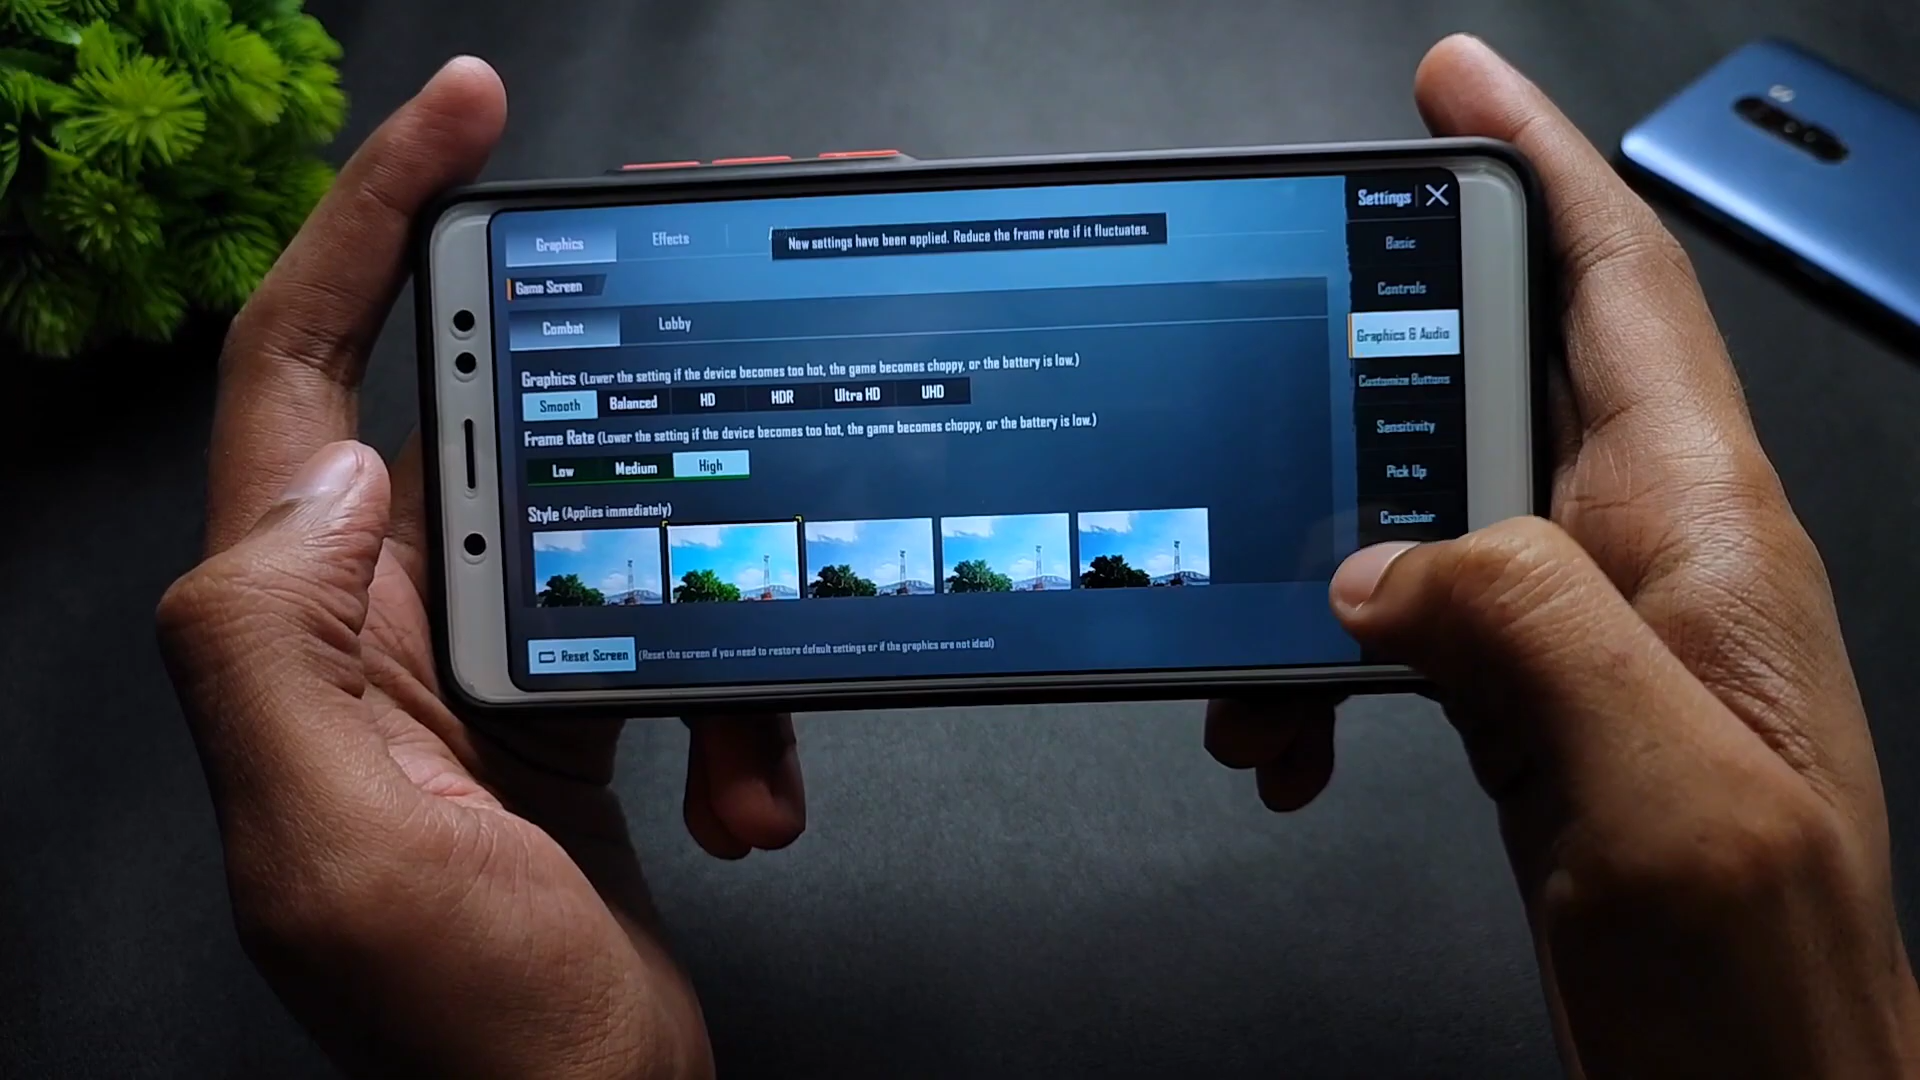 Settings
Graphics
Effects
New settings have been applied. Reduce the frame rate if it fluctuates.
Basic
Game Screen
Controls
Combat
Lobby
Graphics & Audio
Graphics (Lower the setting if the device becomes too hot, the game becomes choppy, or the battery is low.)
Smooth
Balanced
HD
HDR
Ultra HD
UHD
Customize Buttons
Frame Rate (Lower the setting if the device becomes too hot, the game becomes choppy, or the battery is low.)
Sensitivity
Low
Medium
High
Pick Up
Style (Applies immediately)
Crosshair
Reset Screen
(Reset the screen if you need to restore default settings or if the graphics are not ideal)